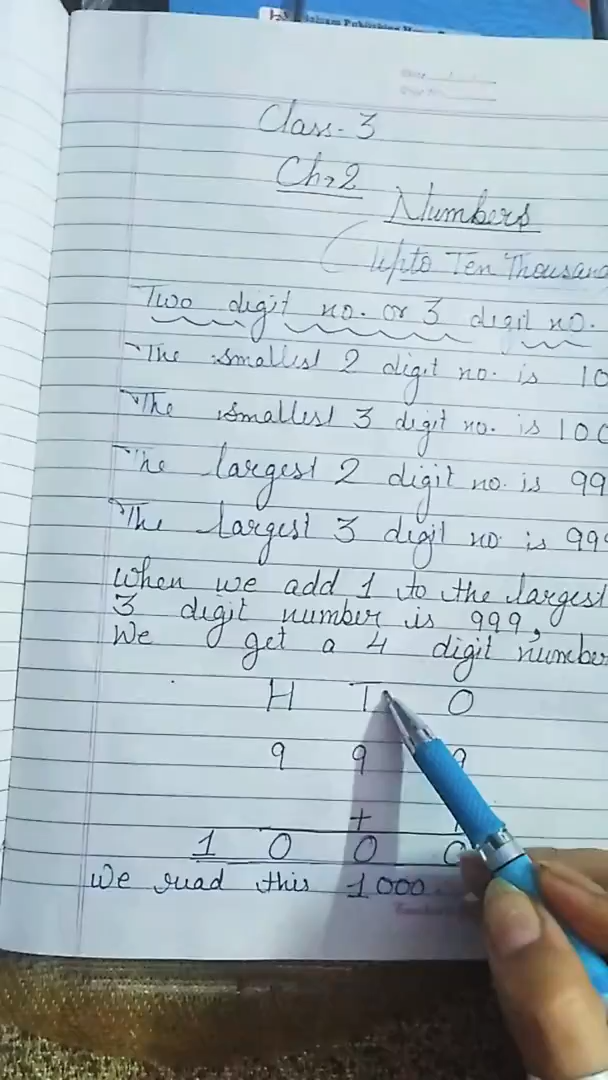 Class-3
Ch-2
Numbers
(upto Ten Thousand
Two digit no. or 3 digit no.
The smallest 2 digit no. is 10
The smallest 3 digit no. is 100
The largest 2 digit no. is 99
The largest 3 digit no is 999
When we add 1 to the largest
3 digit number is 999,
We get a 4 digit number
H T O
9 9 9
+
1 0 0 0
We read this 1000.